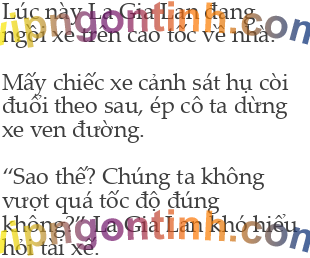 Lúc này La Gia Lan đang
ngồi xe trên cao tốc về nhà.
Mấy chiếc xe cảnh sát hụ còi
đuổi theo sau, ép cô ta dừng
xe ven đường.
“Sao thế? Chúng ta không
vượt quá tốc độ đúng
không?” La Gia Lan khó hiểu
hỏi tài xế.